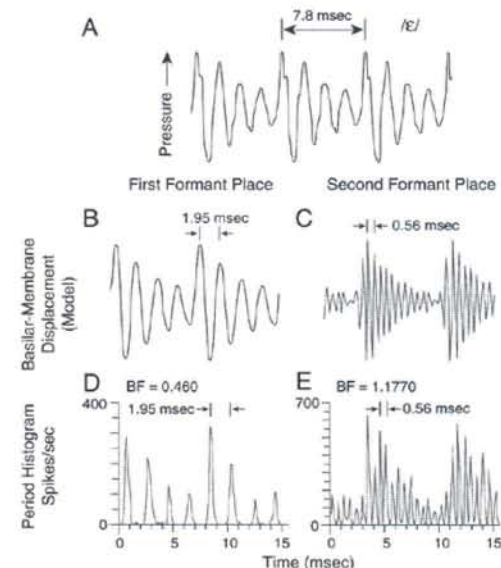 A
7.8 msec
/ε/
Pressure
First Formant Place
Second Formant Place
B
1.95 msec
C
0.56 msec
Basilar-Membrane
Displacement
(Model)
D
BF = 0.460
E
BF = 1.1770
400
1.95 msec
700
0.56 msec
Period Histogram
Spikes/sec
0
0
0 5 10 15
0 5 10 15
Time (msec)